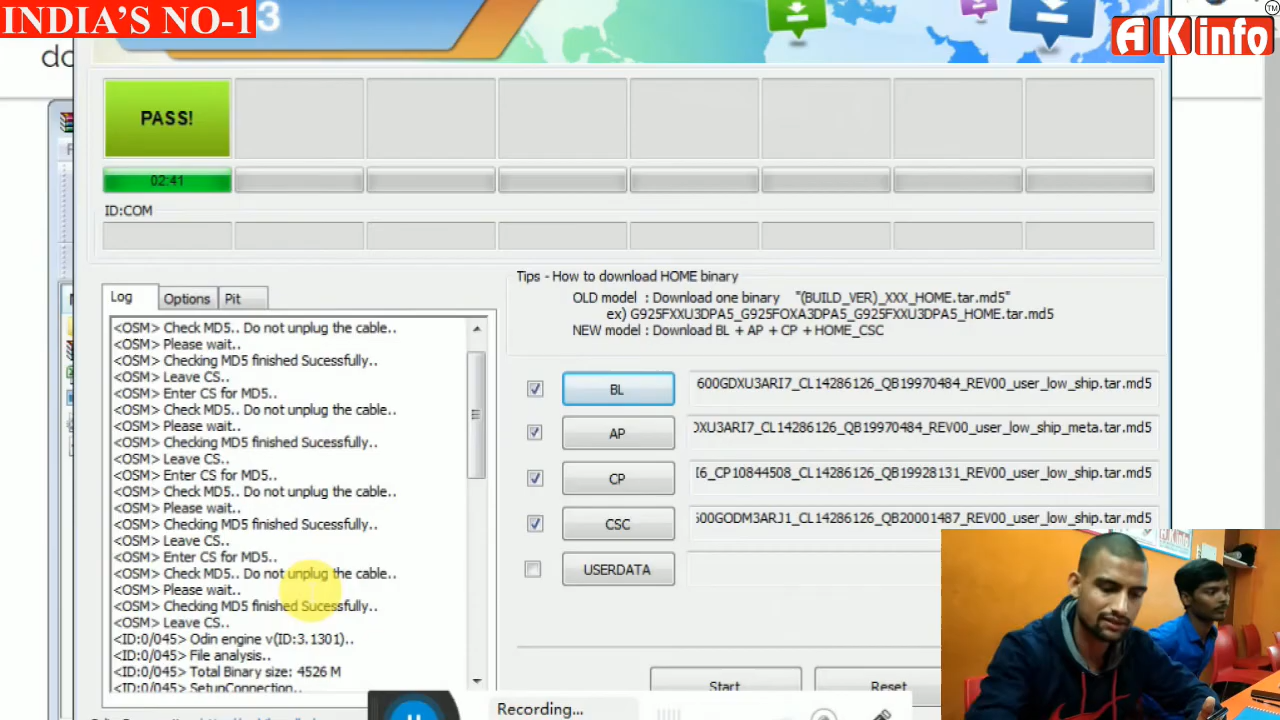 INDIA'S NO-1
3
AKinfo
TM
do
PASS!
02:41
ID:COM
Log
Options
Pit
<OSM> Check MD5.. Do not unplug the cable..
<OSM> Please wait..
<OSM> Checking MD5 finished Sucessfully..
<OSM> Leave CS..
<OSM> Enter CS for MD5..
<OSM> Check MD5.. Do not unplug the cable..
<OSM> Please wait..
<OSM> Checking MD5 finished Sucessfully..
<OSM> Leave CS..
<OSM> Enter CS for MD5..
<OSM> Check MD5.. Do not unplug the cable..
<OSM> Please wait..
<OSM> Checking MD5 finished Sucessfully..
<OSM> Leave CS..
<OSM> Enter CS for MD5..
<OSM> Check MD5.. Do not unplug the cable..
<OSM> Please wait..
<OSM> Checking MD5 finished Sucessfully..
<OSM> Leave CS..
<ID:0/045> Odin engine v(ID:3.1301)..
<ID:0/045> File analysis..
<ID:0/045> Total Binary size: 4526 M
<ID:0/045> SetupConnection..
Tips - How to download HOME binary
OLD model : Download one binary "(BUILD_VER)_XXX_HOME.tar.md5"
ex) G925FXXU3DPA5_G925FOXA3DPA5_G925FXXU3DPA5_HOME.tar.md5
NEW model : Download BL + AP + CP + HOME_CSC
BL
600GDXU3ARI7_CL14286126_QB19970484_REV00_user_low_ship.tar.md5
AP
XU3ARI7_CL14286126_QB19970484_REV00_user_low_ship_meta.tar.md5
CP
I6_CP10844508_CL14286126_QB19928131_REV00_user_low_ship.tar.md5
CSC
600GODM3ARJ1_CL14286126_QB20001487_REV00_user_low_ship.tar.md5
USERDATA
Start
Reset
Recording...